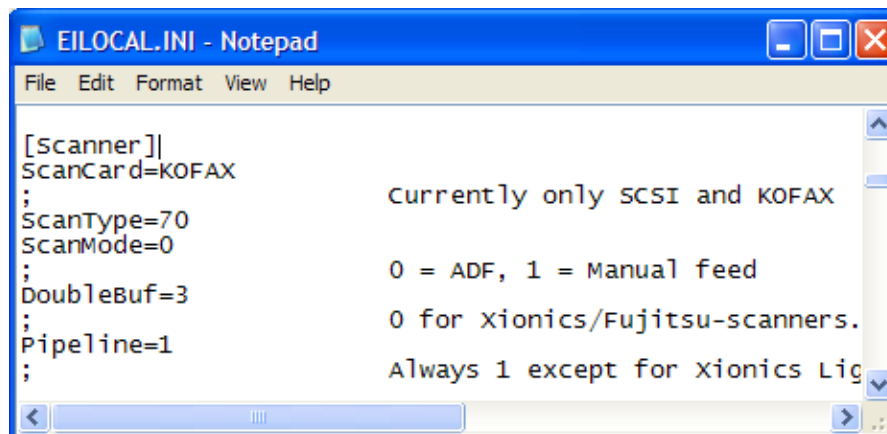 EILOCAL.INI - Notepad
File Edit Format View Help
[Scanner]
ScanCard=KOFAX
; Currently only SCSI and KOFAX
ScanType=70
ScanMode=0
; 0 = ADF, 1 = Manual feed
DoubleBuf=3
; 0 for Xionics/Fujitsu-scanners.
Pipeline=1
; Always 1 except for Xionics Lig